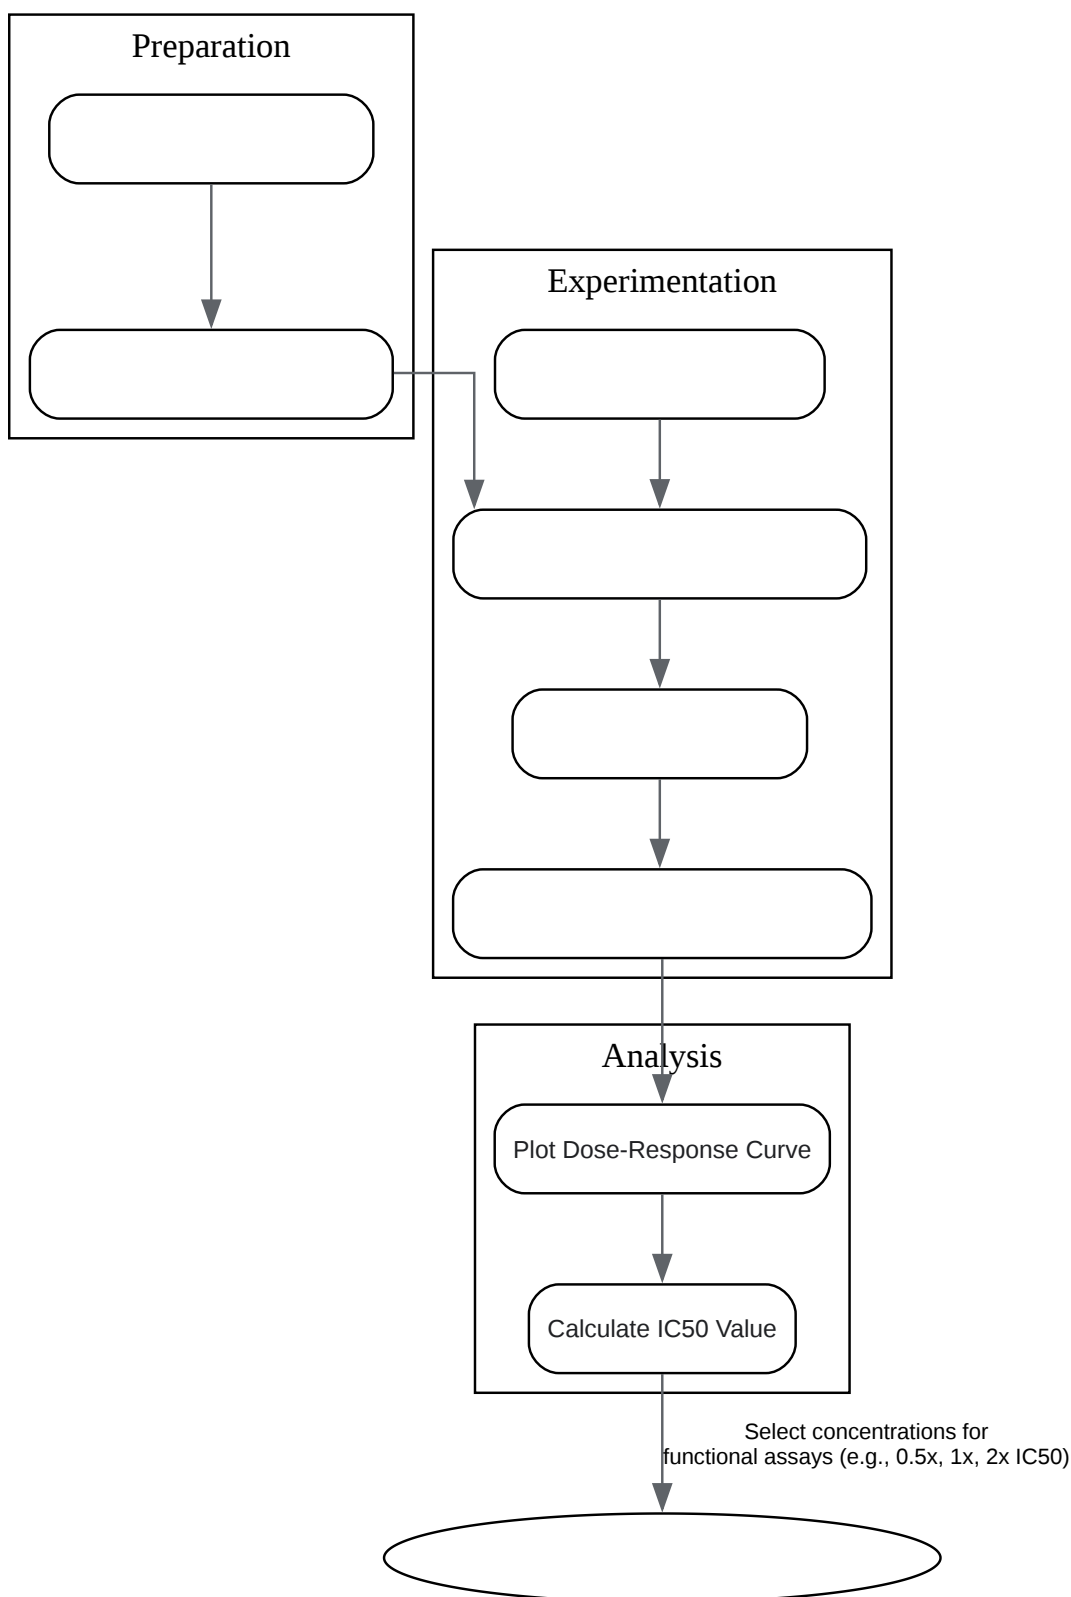 Preparation
Experimentation
Analysis
Plot Dose-Response Curve
Calculate IC50 Value
Select concentrations for
functional assays (e.g., 0.5x, 1x, 2x IC50)